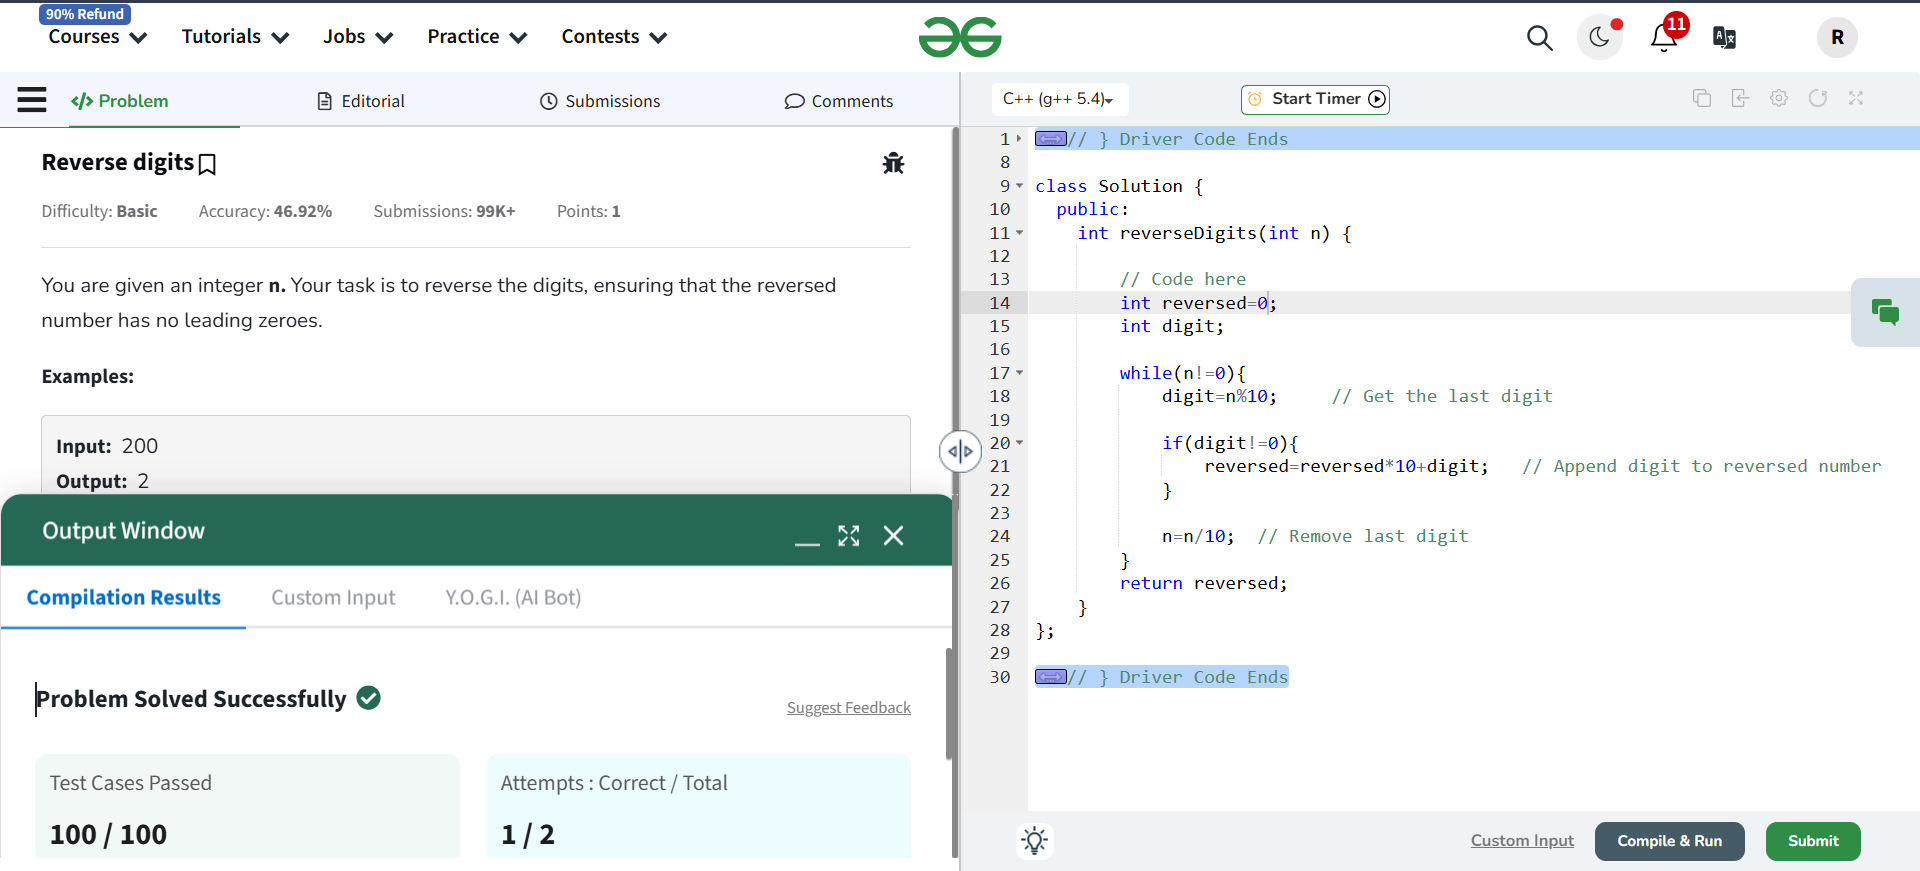 90% Refund
Courses Tutorials Jobs Practice Contests
11
R
</> Problem Editorial Submissions Comments
Reverse digits
Difficulty: Basic Accuracy: 46.92% Submissions: 99K+ Points: 1
You are given an integer n. Your task is to reverse the digits, ensuring that the reversed
number has no leading zeroes.
Examples:
Input: 200
Output: 2
Output Window
Compilation Results Custom Input Y.O.G.I. (AI Bot)
Problem Solved Successfully
Suggest Feedback
Test Cases Passed
100 / 100
Attempts : Correct / Total
1 / 2
C++ (g++ 5.4)
Start Timer
1 // } Driver Code Ends
8
9 class Solution {
10 public:
11 int reverseDigits(int n) {
12
13 // Code here
14 int reversed=0;
15 int digit;
16
17 while(n!=0){
18 digit=n%10; // Get the last digit
19
20 if(digit!=0){
21 reversed=reversed*10+digit; // Append digit to reversed number
22 }
23
24 n=n/10; // Remove last digit
25 }
26 return reversed;
27 }
28 };
29
30 // } Driver Code Ends
Custom Input Compile & Run Submit